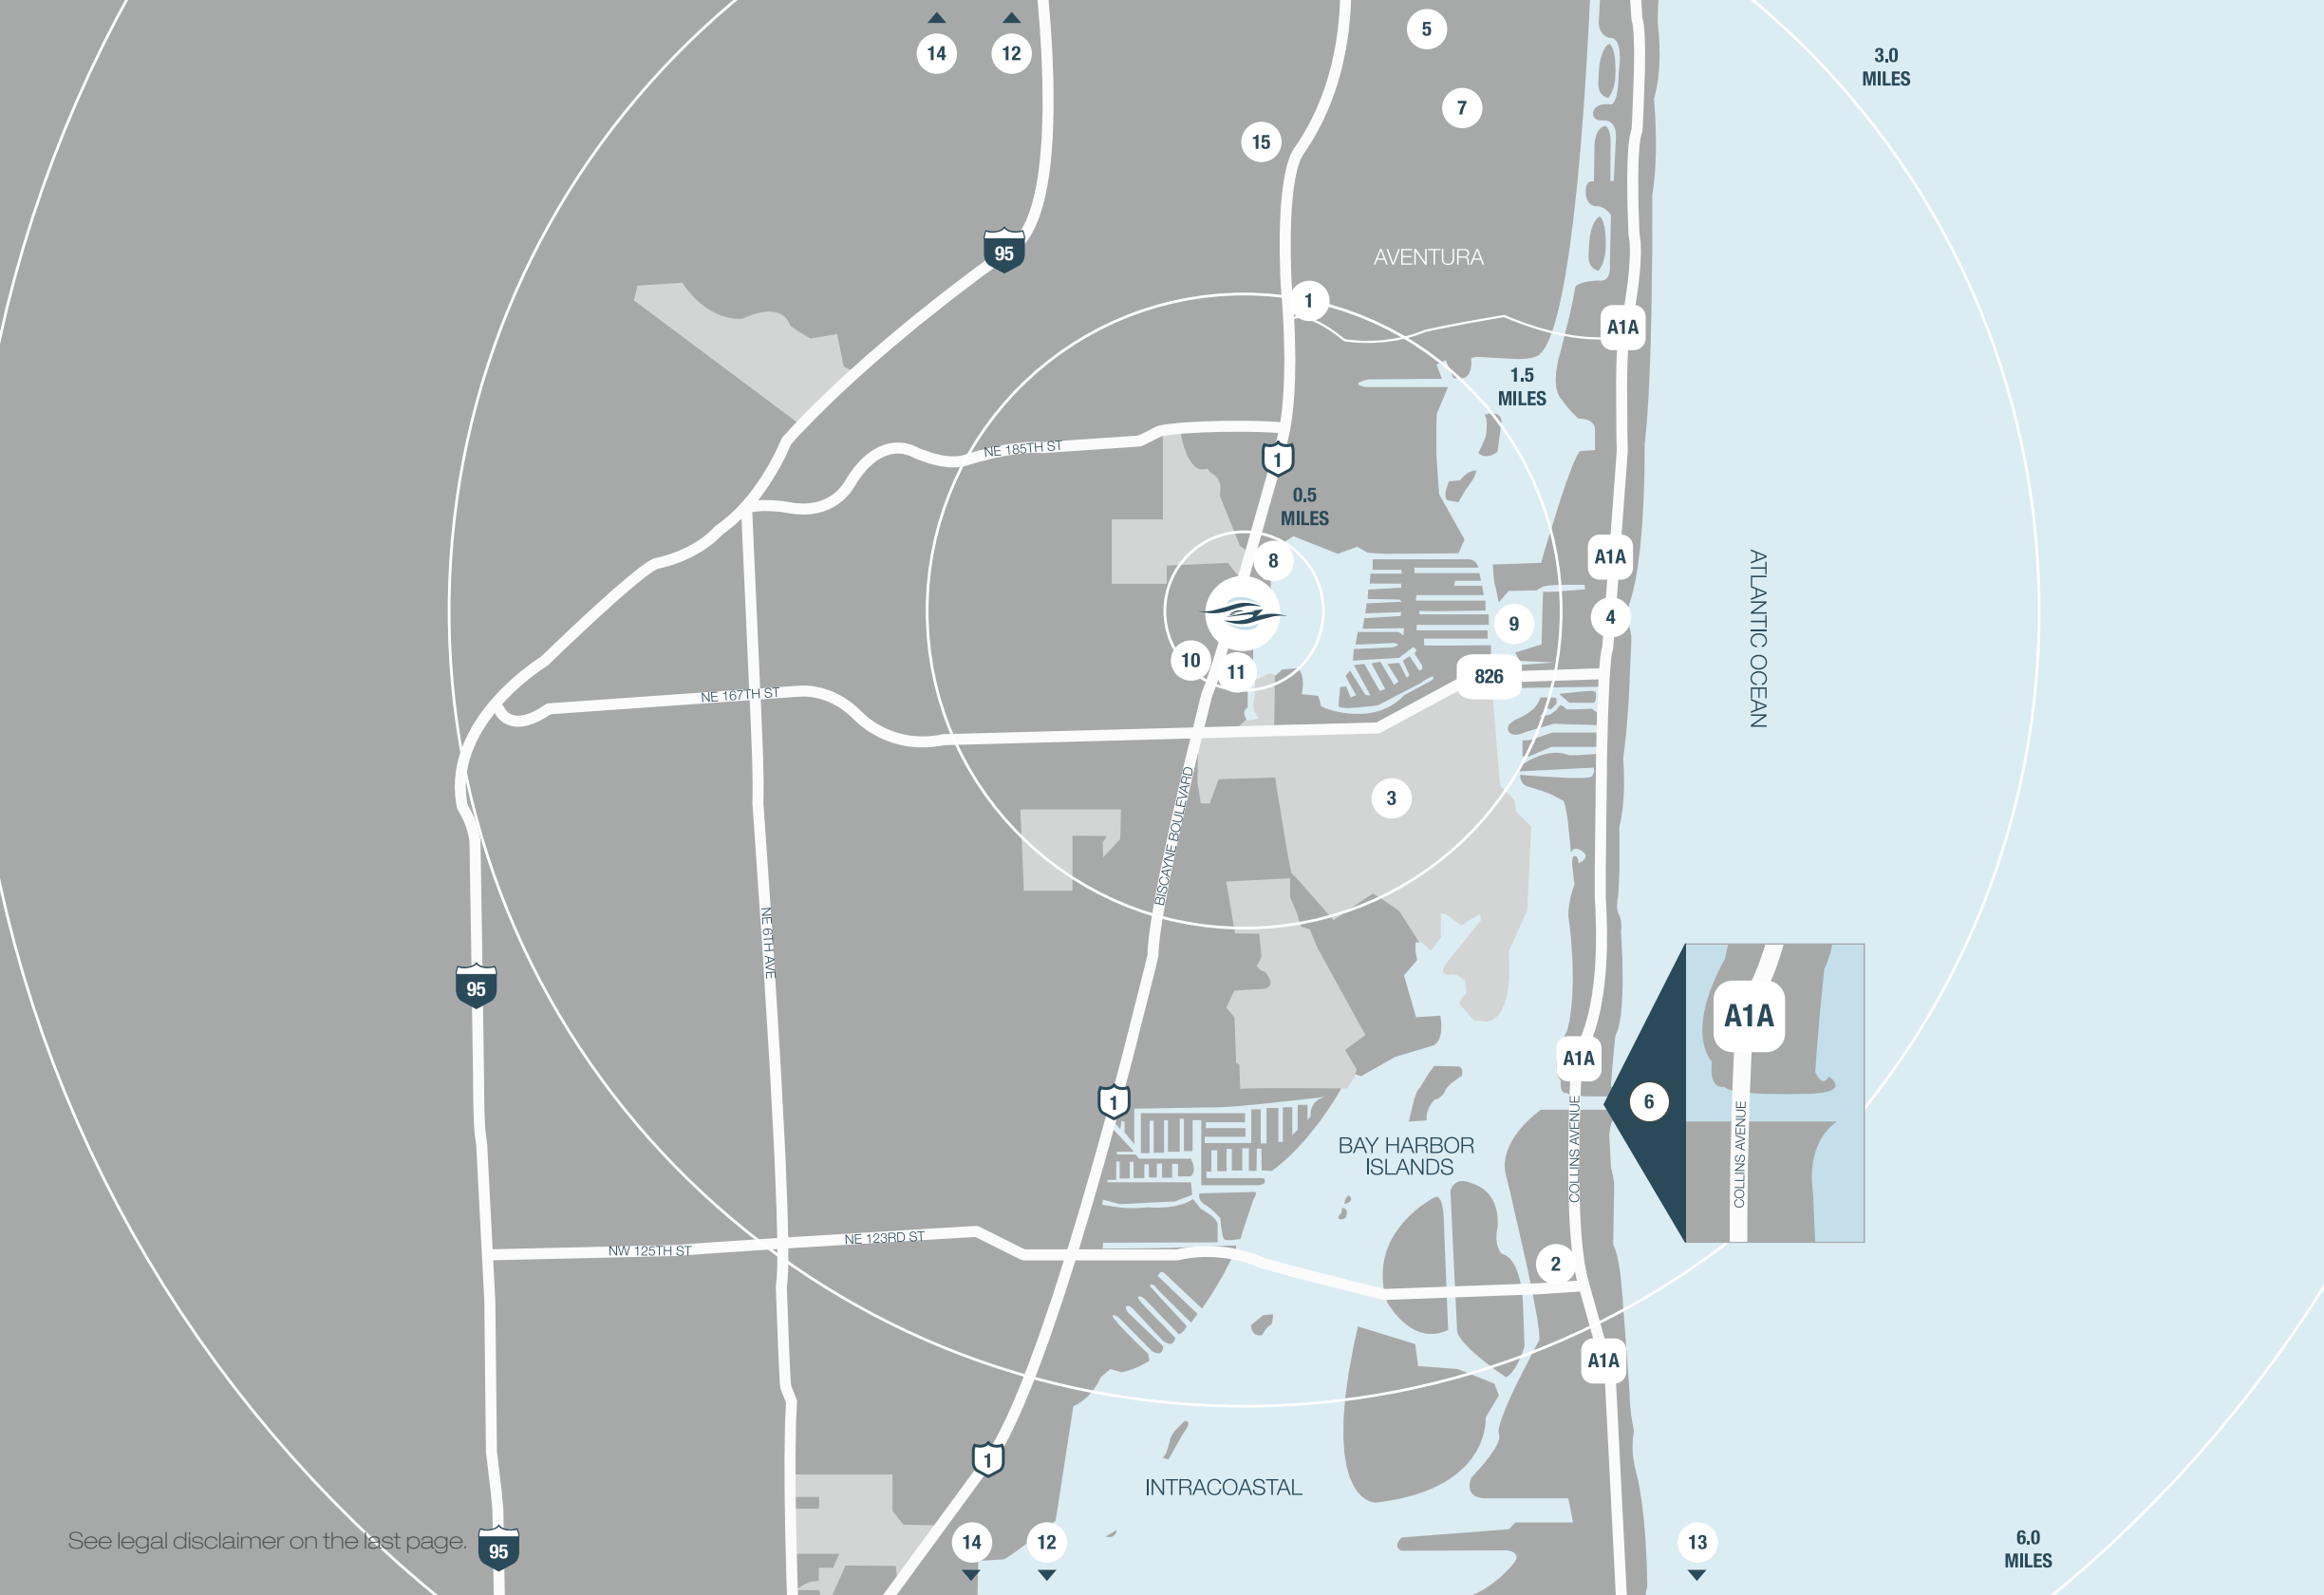 5
3.0
MILES
14
12
7
15
95
AVENTURA
1
A1A
1.5
MILES
NE 185TH ST
1
0.5
MILES
8
A1A
ATLANTIC OCEAN
4
9
10
11
826
NE 167TH ST
3
BISCAYNE BOULEVARD
NE 6TH AVE
95
A1A
A1A
1
6
COLLINS AVENUE
COLLINS AVENUE
BAY HARBOR
ISLANDS
NW 125TH ST
NE 123RD ST
2
A1A
1
INTRACOASTAL
See legal disclaimer on the last page.
95
14
12
13
6.0
MILES